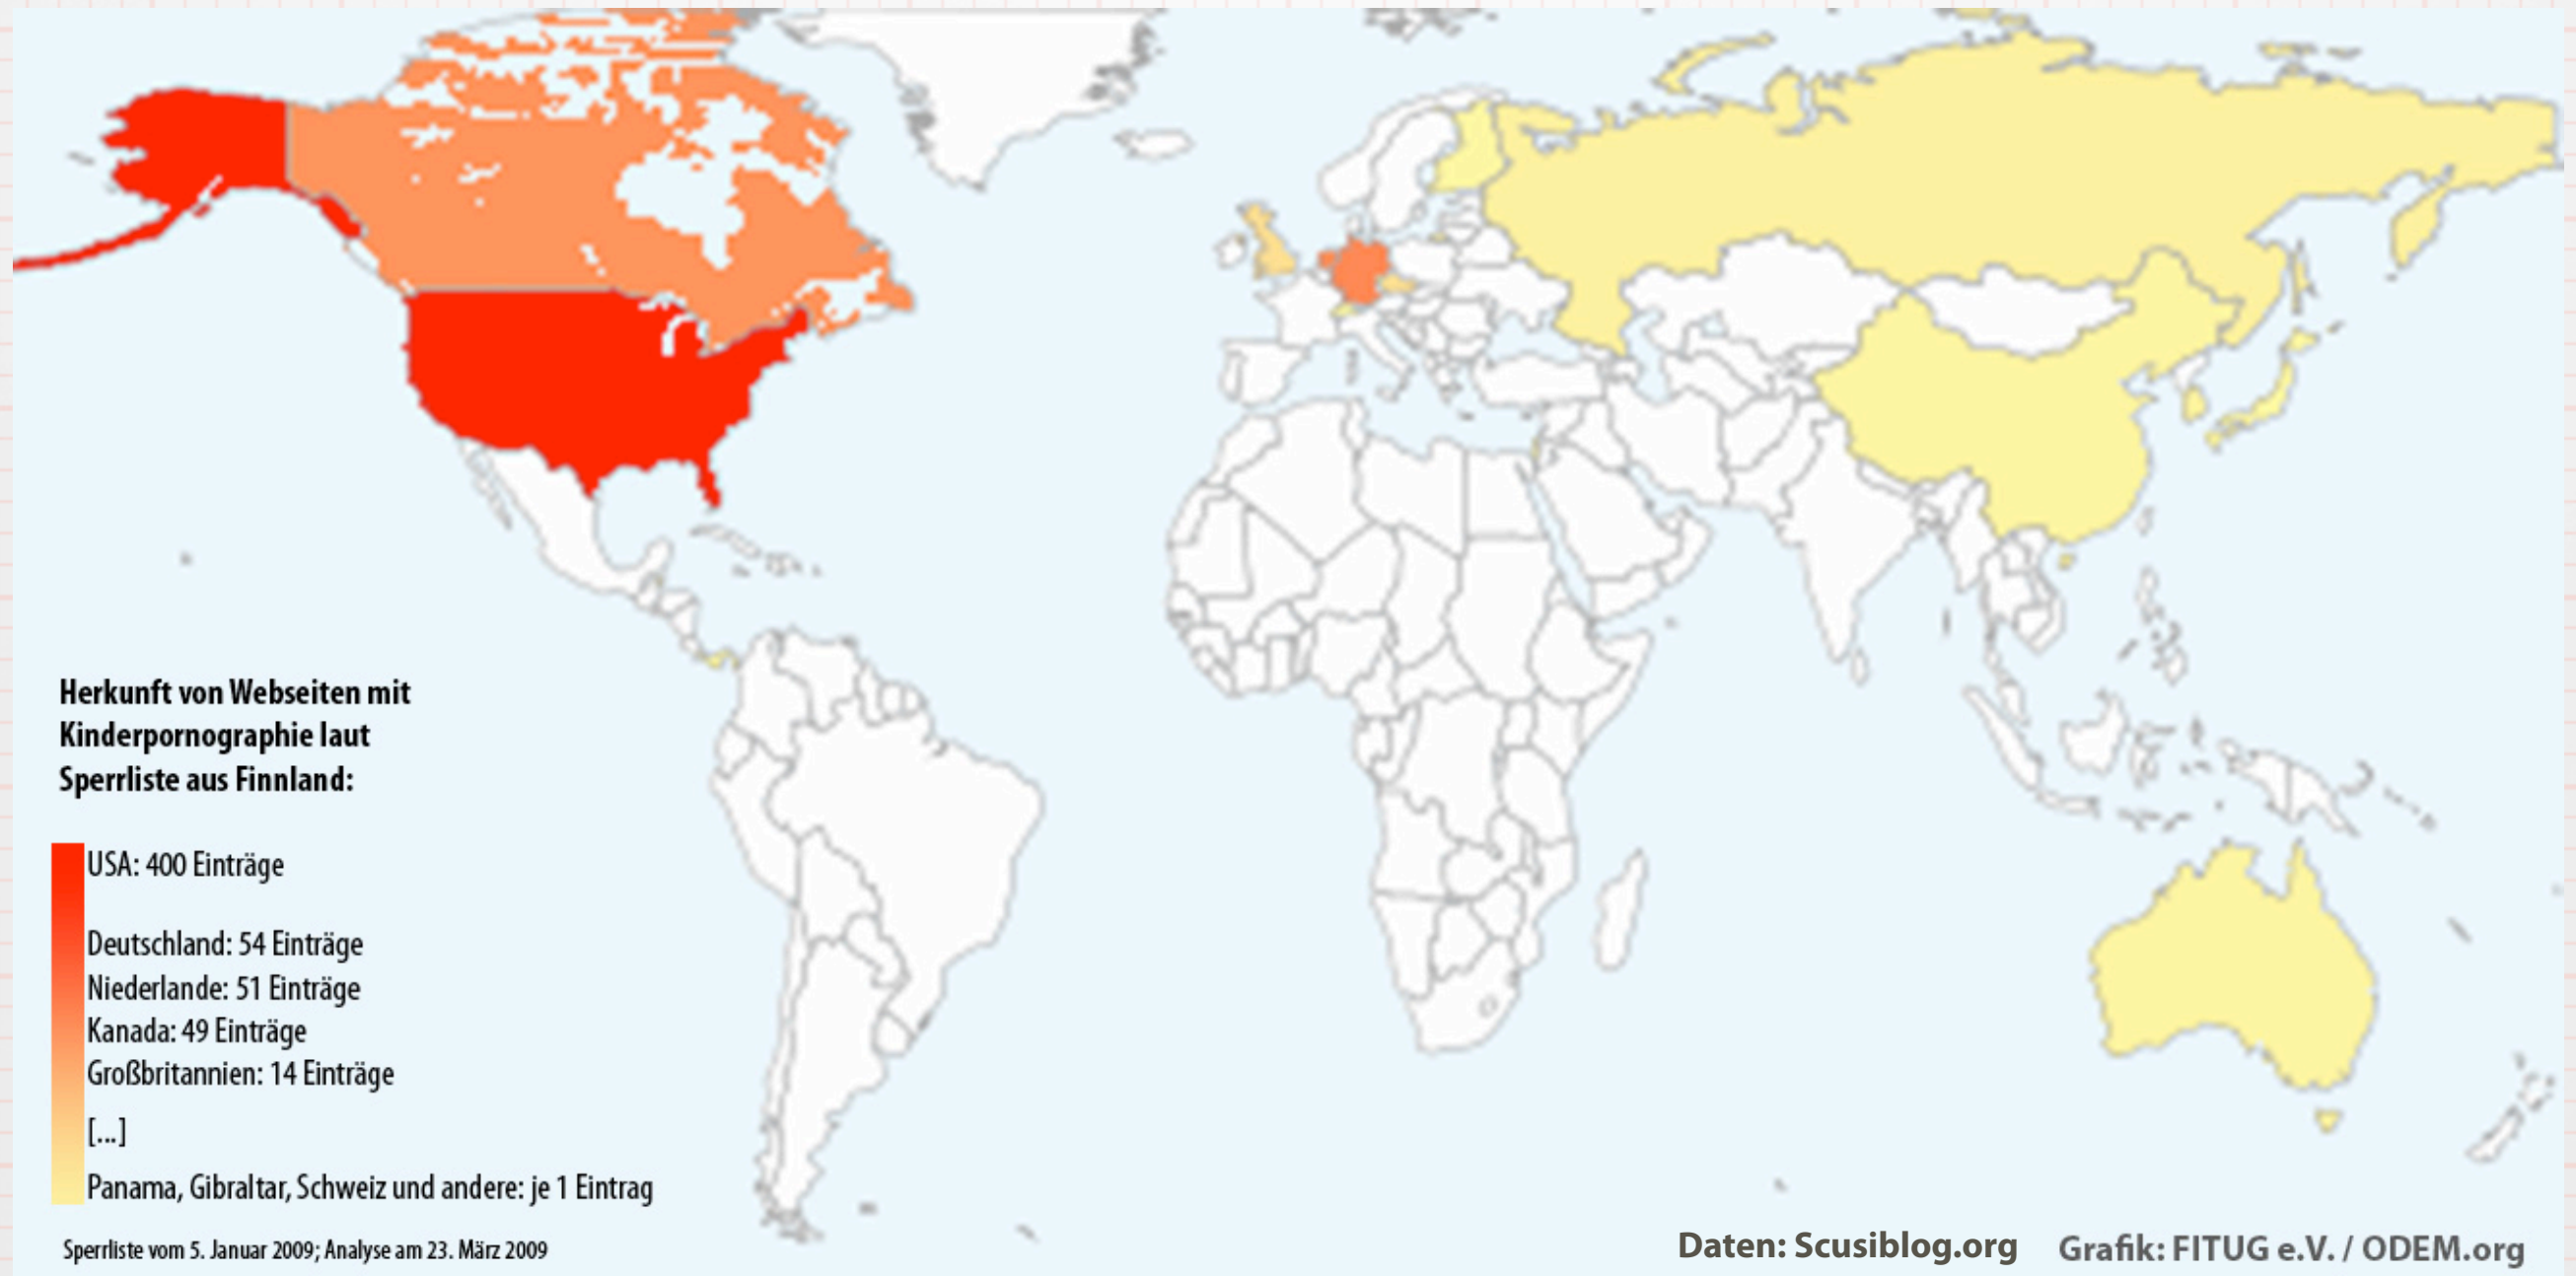 Herkunft von Webseiten mit
Kinderpornographie laut
Sperrliste aus Finnland:
USA: 400 Einträge
Deutschland: 54 Einträge
Niederlande: 51 Einträge
Kanada: 49 Einträge
Großbritannien: 14 Einträge
[...]
Panama, Gibraltar, Schweiz und andere: je 1 Eintrag
Sperrliste vom 5. Januar 2009; Analyse am 23. März 2009
Daten: Scusiblog.org Grafik: FITUG e.V. / ODEM.org